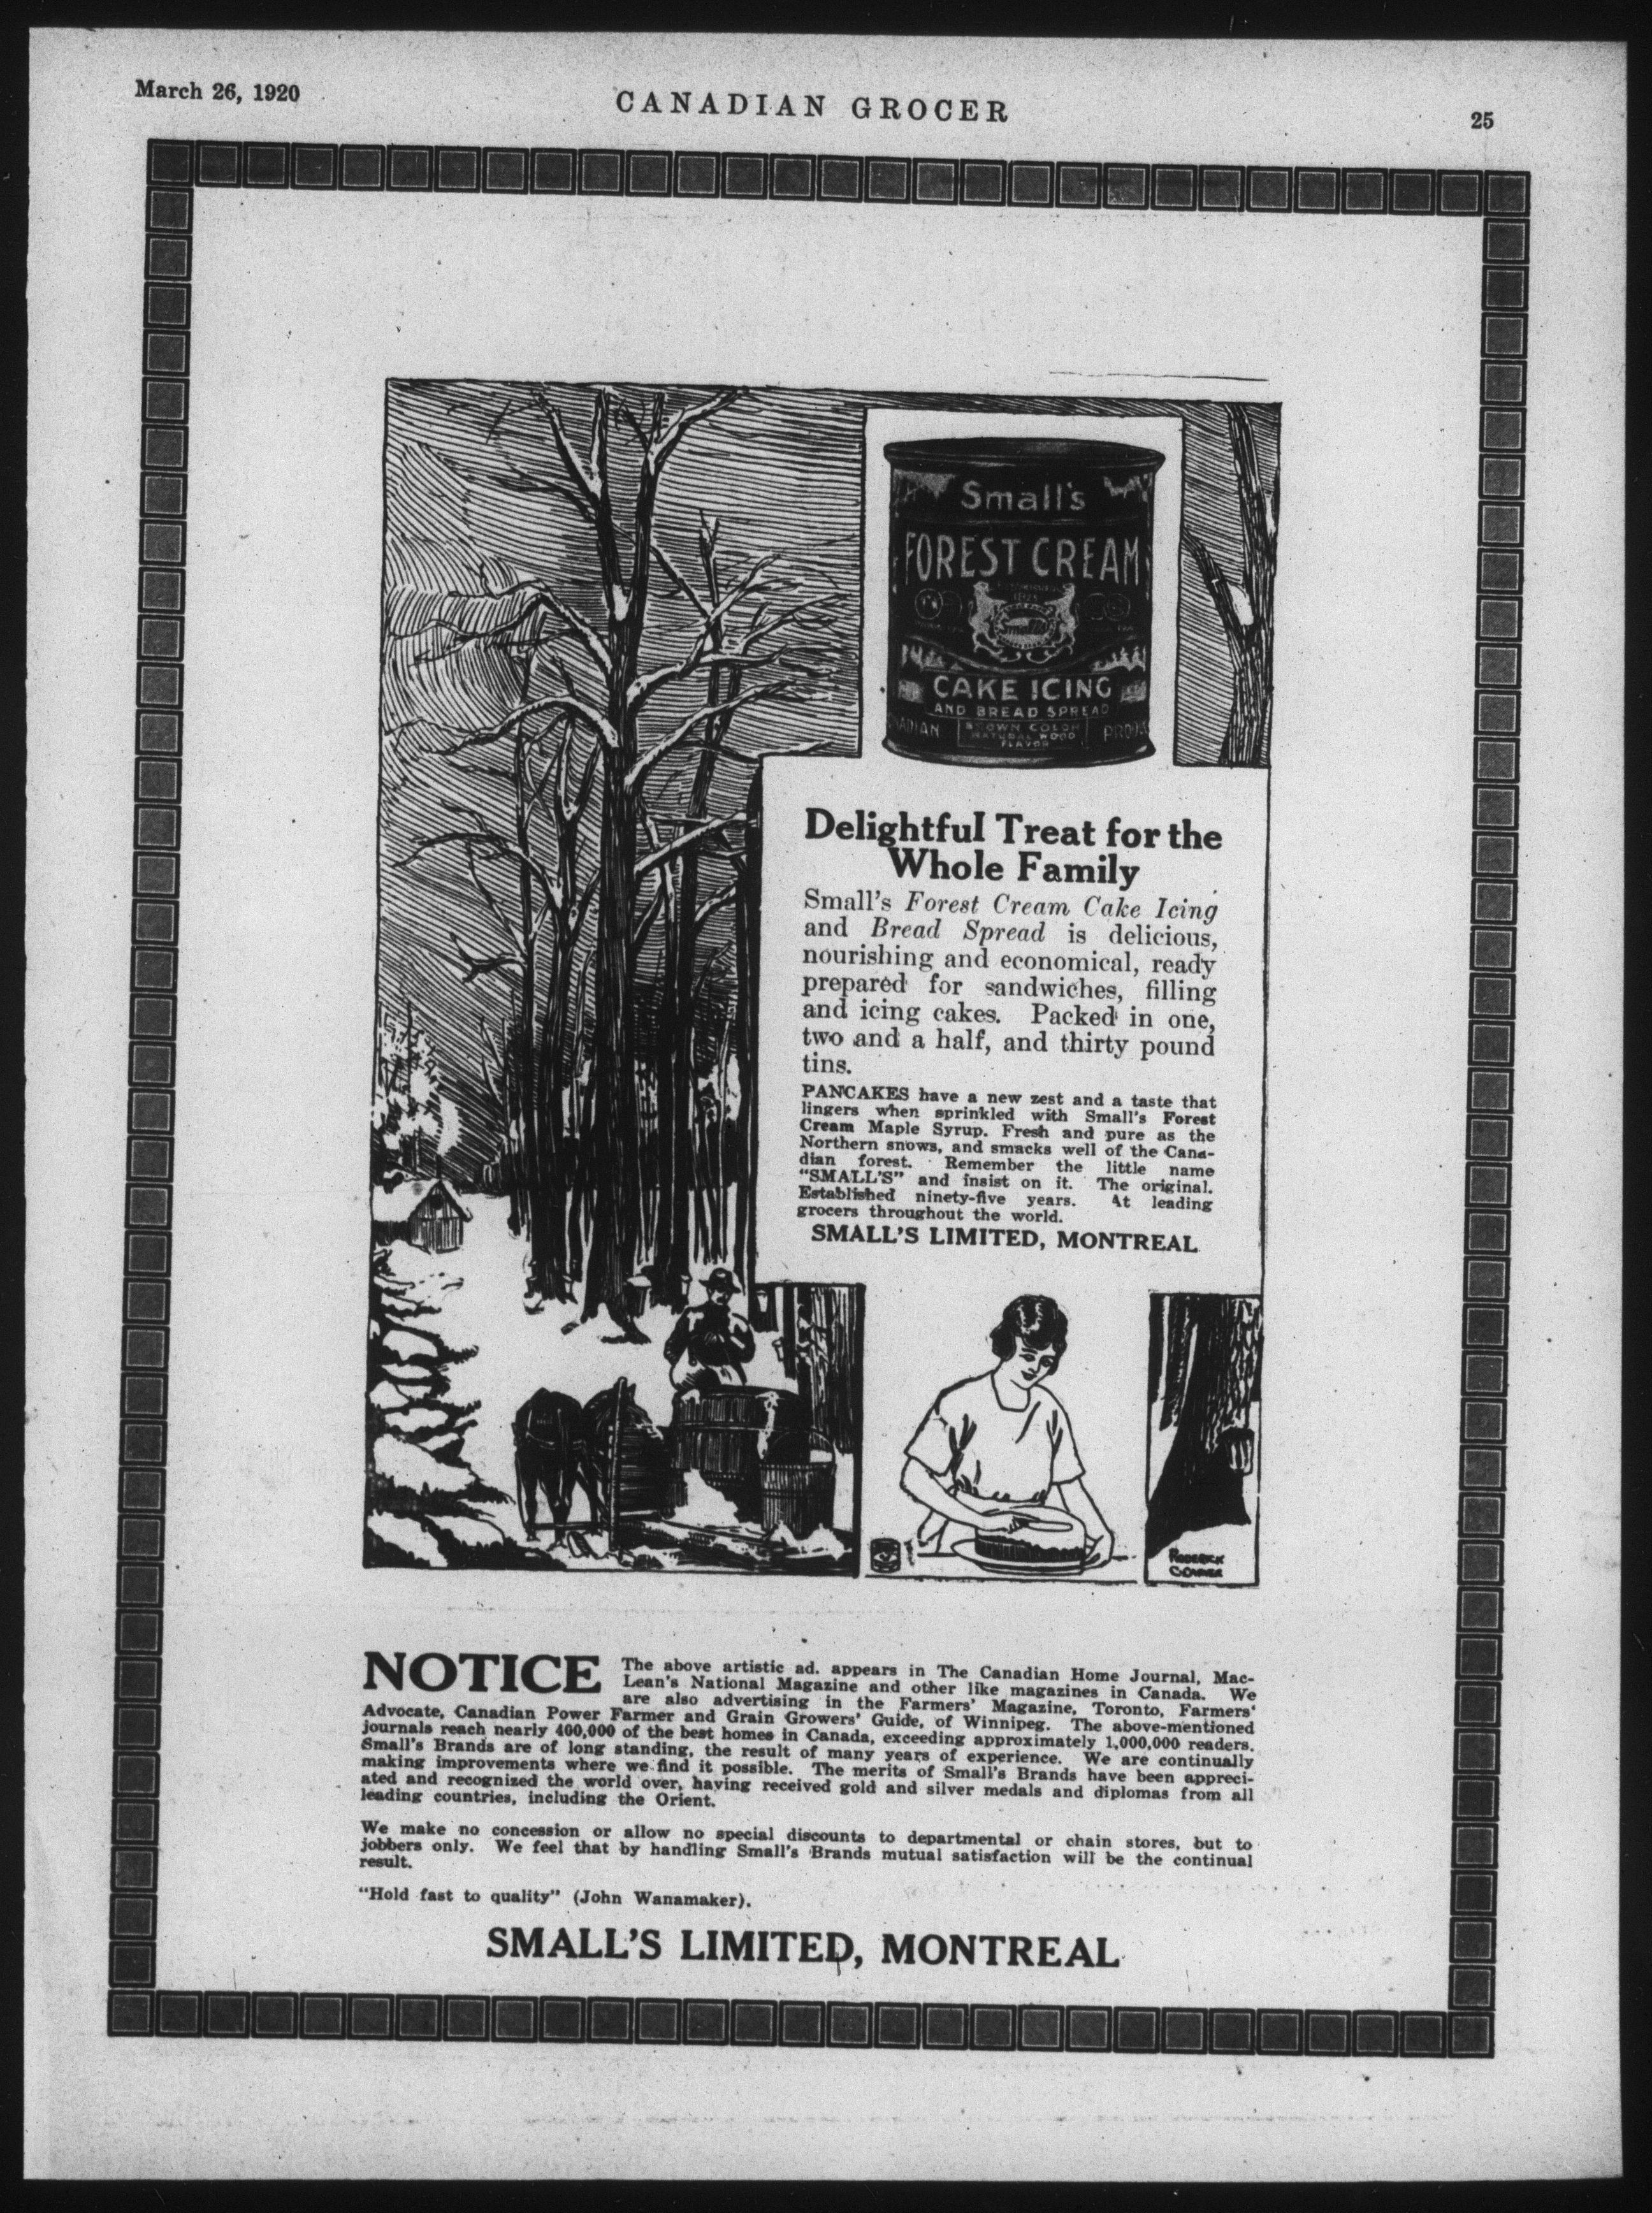 March 26, 1920
CANADIAN GROCER
25
Small's
FOREST CREAM
CAKE ICING
AND BREAD SPREAD
BROWN COLOR
NATURAL WOOD
FLAVOR
Delightful Treat for the
Whole Family
Small's Forest Cream Cake Icing
and Bread Spread is delicious,
nourishing and economical, ready
prepared for sandwiches, filling
and icing cakes. Packed in one,
two and a half, and thirty pound
tins.
PANCAKES have a new zest and a taste that
lingers when sprinkled with Small's Forest
Cream Maple Syrup. Fresh and pure as the
Northern snows, and smacks well of the Cana-
dian forest. Remember the little name
"SMALL'S" and insist on it. The original.
Established ninety-five years. At leading
grocers throughout the world.
SMALL'S LIMITED, MONTREAL
NOTICE The above artistic ad. appears in The Canadian Home Journal, Mac-
Lean's National Magazine and other like magazines in Canada. We
are also advertising in the Farmers' Magazine, Toronto, Farmers'
Advocate, Canadian Power Farmer and Grain Growers' Guide, of Winnipeg. The above-mentioned
journals reach nearly 400,000 of the best homes in Canada, exceeding approximately 1,000,000 readers.
Small's Brands are of long standing, the result of many years of experience. We are continually
making improvements where we find it possible. The merits of Small's Brands have been appreci-
ated and recognized the world over, having received gold and silver medals and diplomas from all
leading countries, including the Orient.
We make no concession or allow no special discounts to departmental or chain stores, but to
jobbers only. We feel that by handling Small's Brands mutual satisfaction will be the continual
result.
"Hold fast to quality" (John Wanamaker).
SMALL'S LIMITED, MONTREAL